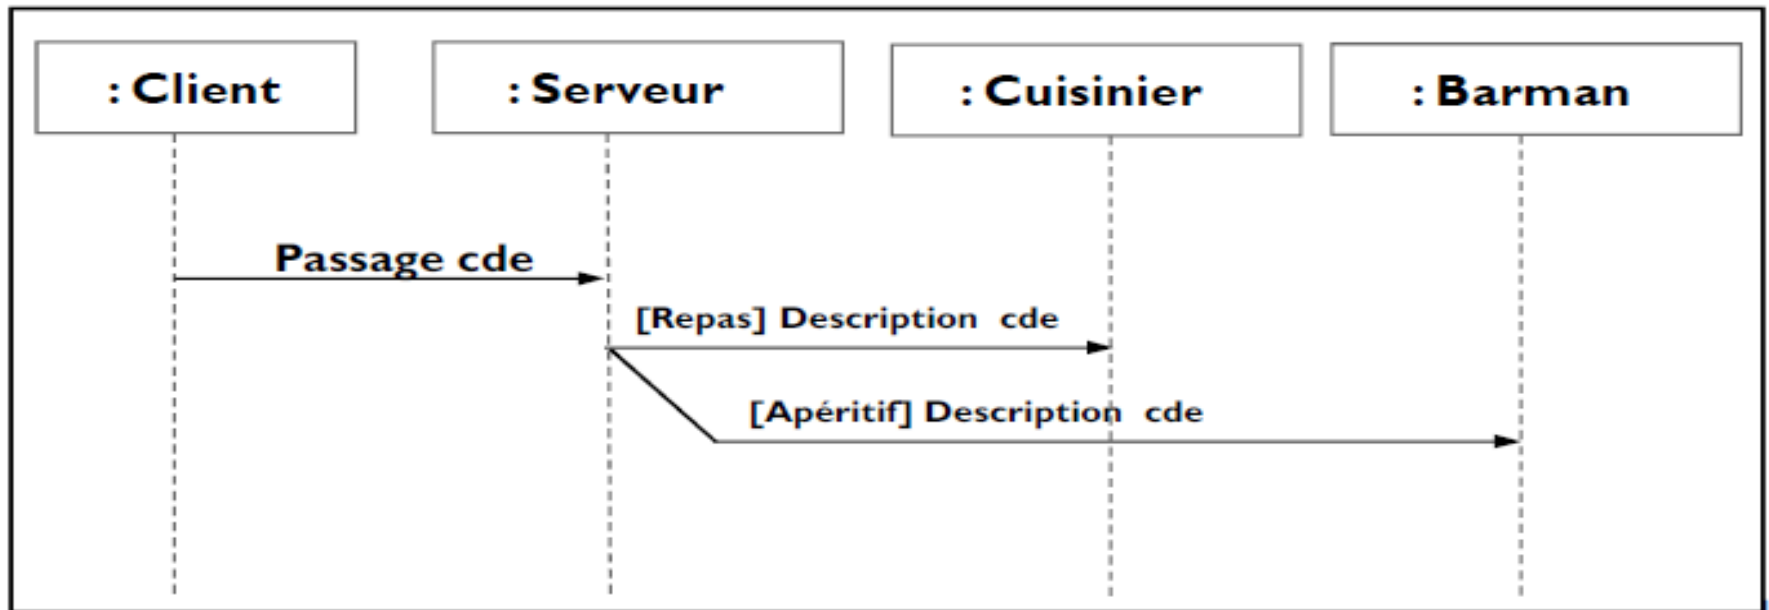 : Client
: Serveur
: Cuisinier
: Barman
Passage cde
[Repas] Description cde
[Apéritif] Description cde